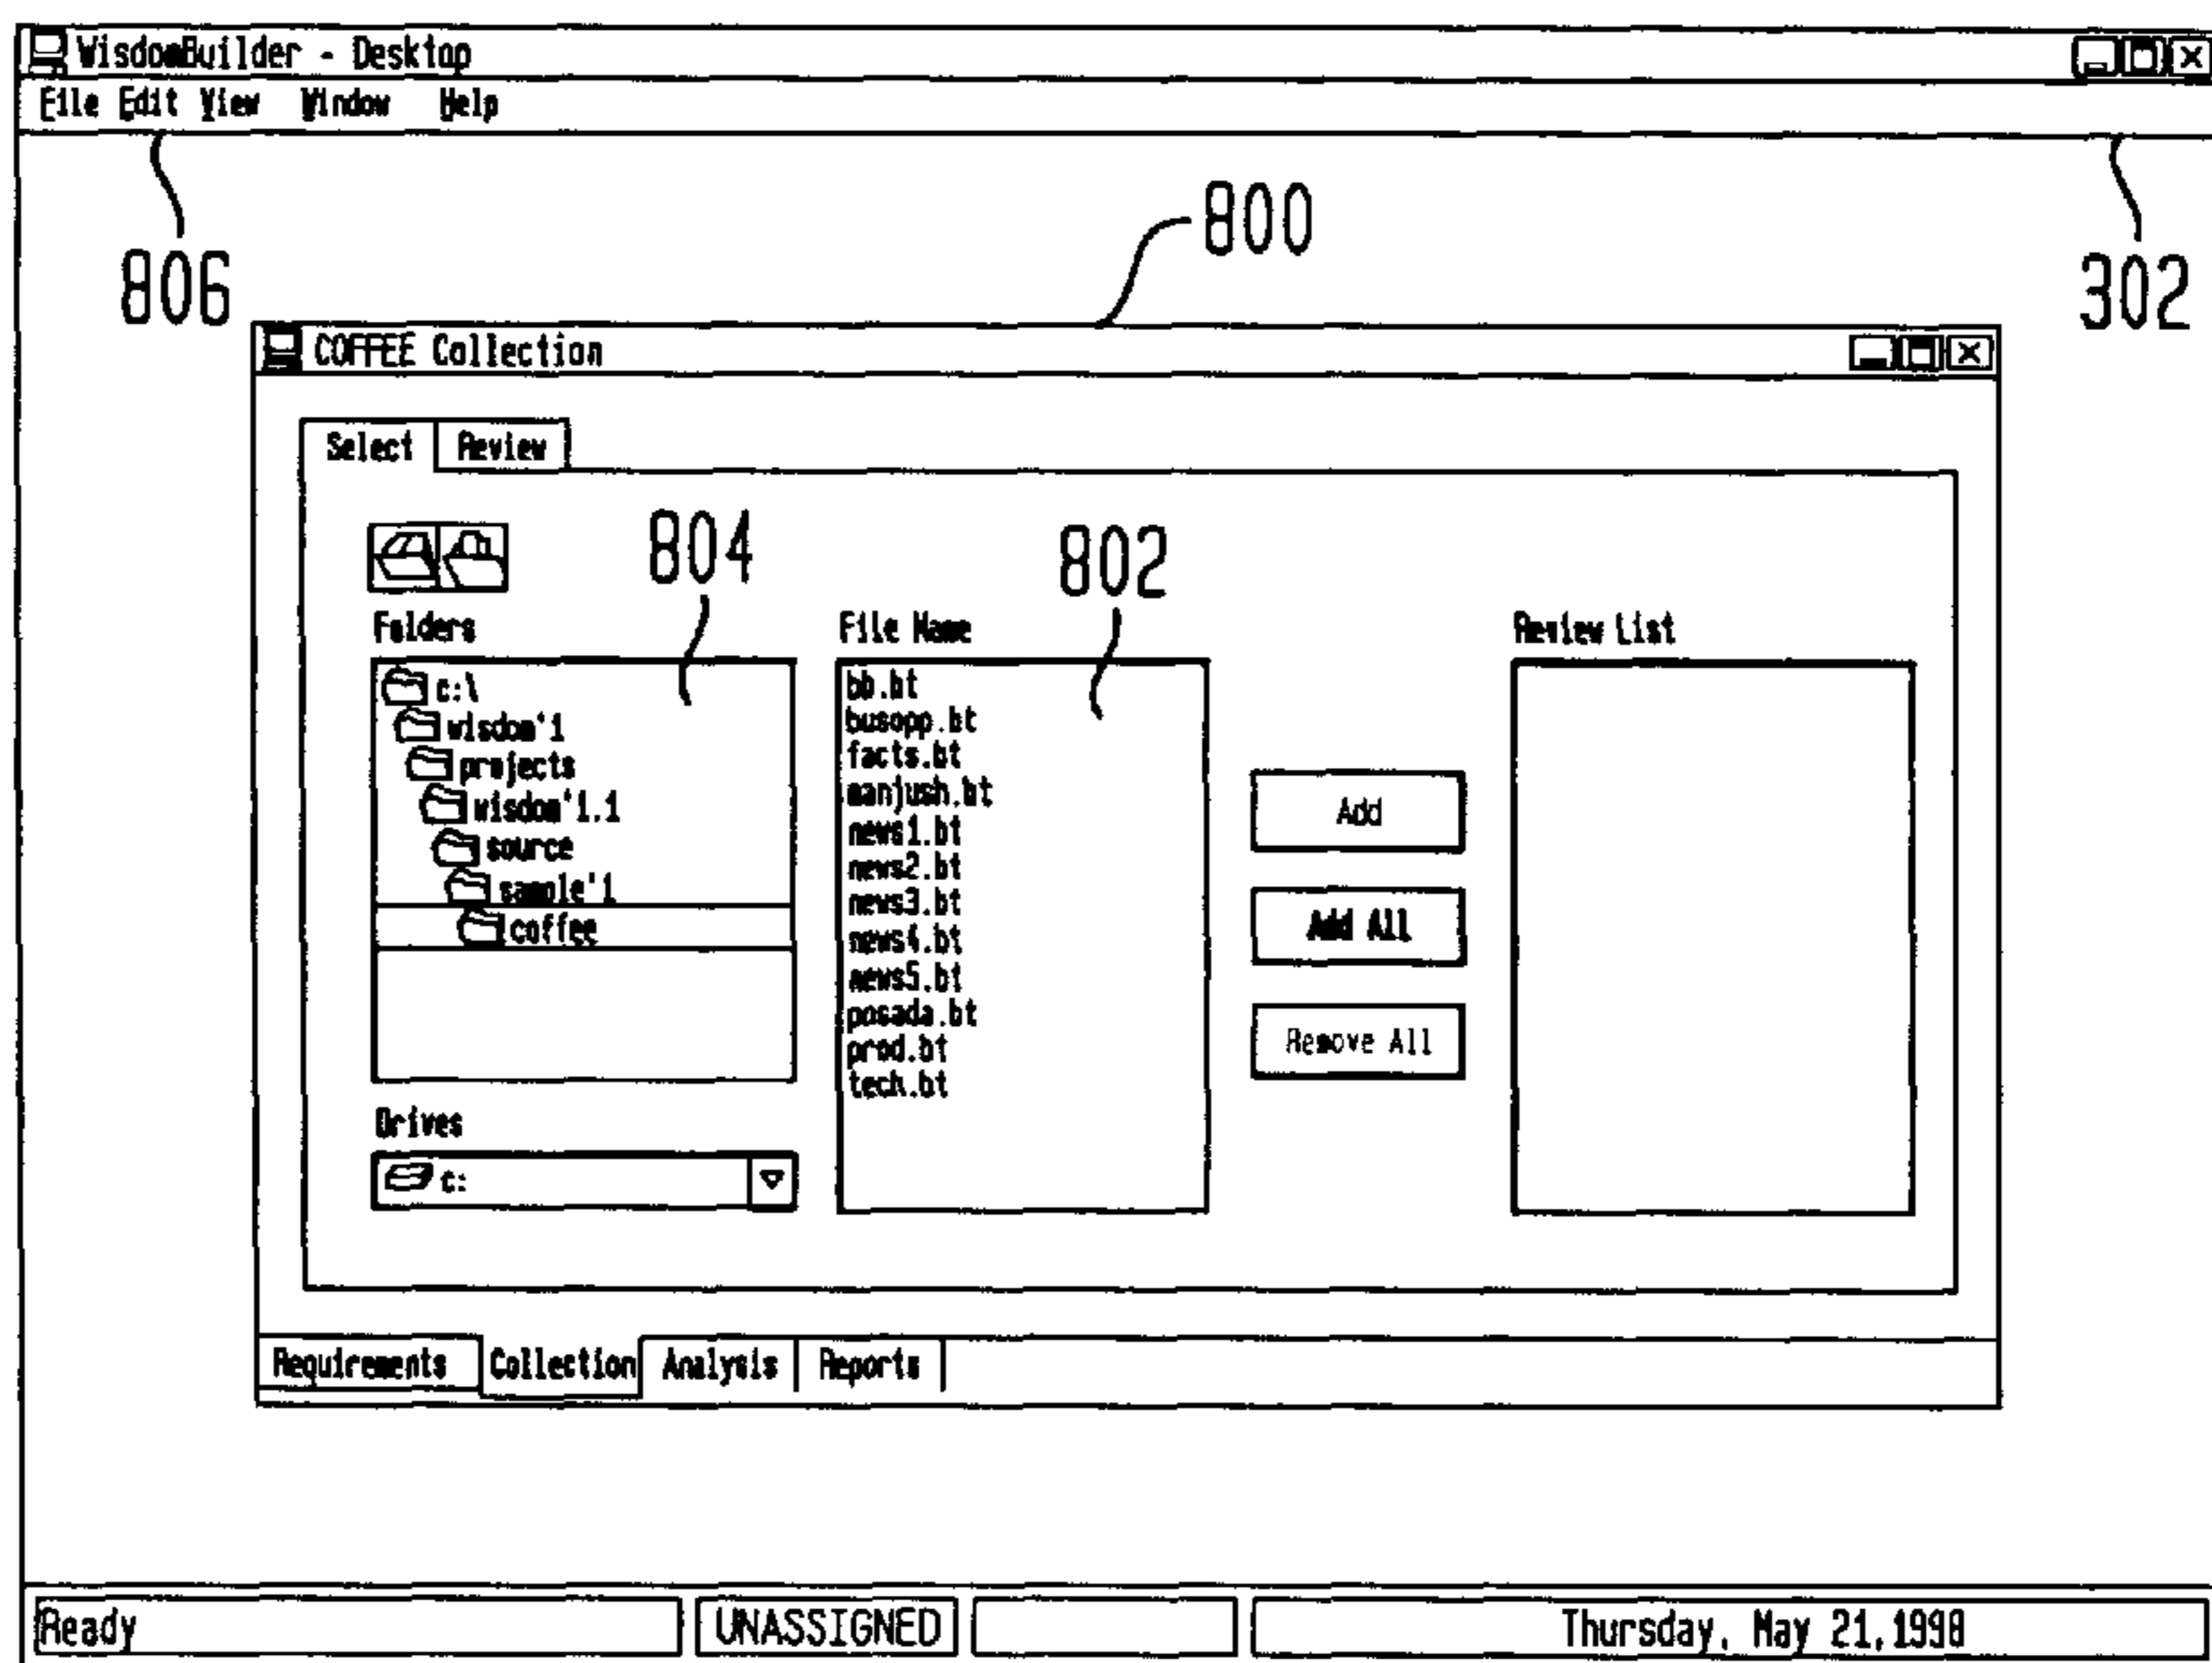 WisdomBuilder - Desktop
File Edit View Window Help
800
806
302
COFFEE Collection
Select Review
804
802
Folders
File Name
Review List
c:\
wisdom'1
projects
wisdom'1.1
source
sample'1
coffee
bb.bt
busopp.bt
facts.bt
manjush.bt
news1.bt
news2.bt
news3.bt
news4.bt
news5.bt
posada.bt
prod.bt
tech.bt
Add
Add All
Remove All
Drives
c:
Requirements Collection Analysis Reports
Ready UNASSIGNED Thursday, May 21,1998